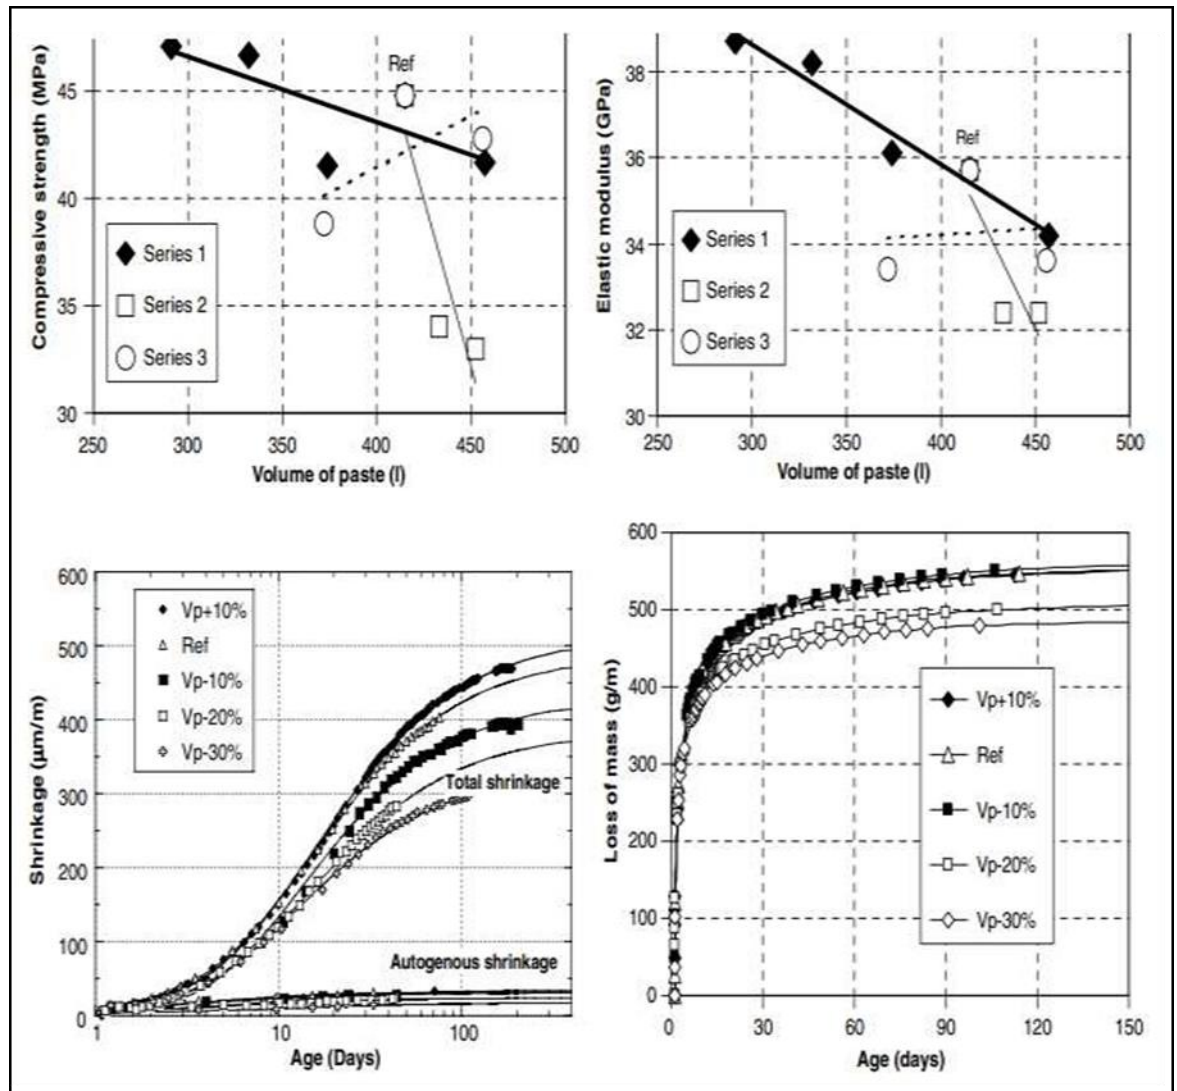 Compressive strength (MPa)
45
40
35
30
Ref
Series 1
Series 2
Series 3
250 300 350 400 450 500
Volume of paste (l)
Elastic modulus (GPa)
38
36
34
32
30
Ref
Series 1
Series 2
Series 3
250 300 350 400 450 500
Volume of paste (l)
Shrinkage (µm/m)
600
500
400
300
200
100
0
Vp+10%
Ref
Vp-10%
Vp-20%
Vp-30%
Total shrinkage
Autogenous shrinkage
1 10 100
Age (Days)
Loss of mass (g/m)
600
500
400
300
200
100
0
Vp+10%
Ref
Vp-10%
Vp-20%
Vp-30%
0 30 60 90 120 150
Age (days)